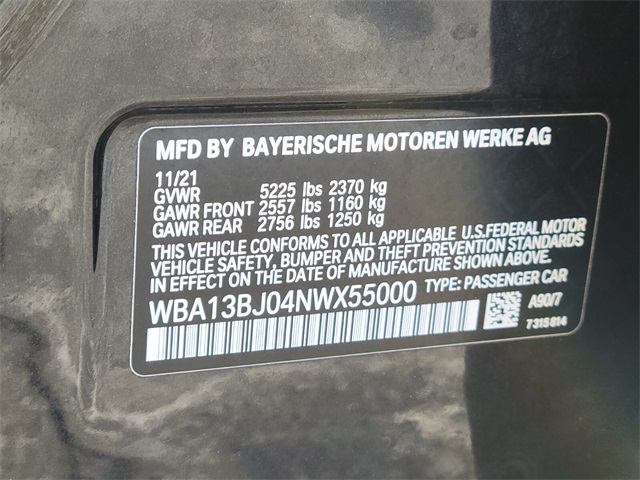 MFD BY BAYERISCHE MOTOREN WERKE AG
11/21
GVWR 5225 lbs 2370 kg
GAWR FRONT 2557 lbs 1160 kg
GAWR REAR 2756 lbs 1250 kg
THIS VEHICLE CONFORMS TO ALL APPLICABLE U.S.FEDERAL MOTOR
VEHICLE SAFETY, BUMPER AND THEFT PREVENTION STANDARDS
IN EFFECT ON THE DATE OF MANUFACTURE SHOWN ABOVE.
WBA13BJ04NWX55000 TYPE: PASSENGER CAR
A90/7
7315814